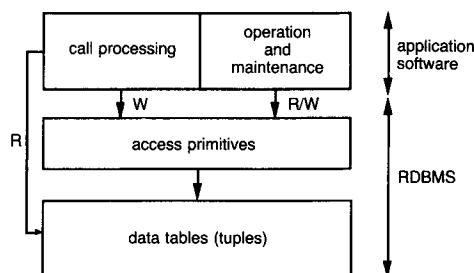 call processing
operation
and
maintenance
application
software
W
R/W
R
access primitives
RDBMS
data tables (tuples)